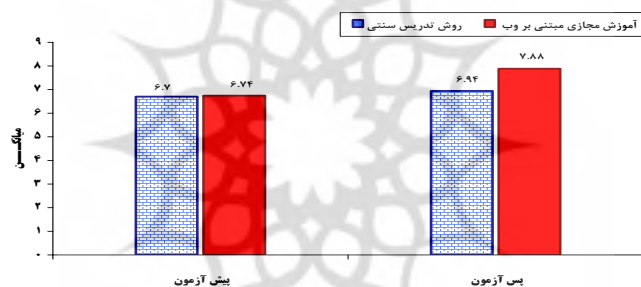 آموزش مجازی مبتنی بر وب روش تدریس سنتی
۹
۸
۷
۶
۵
۴
۳
۲
۱
۰
میانگین
۶.۷ ۶.۷۴ ۶.۹۴ ۷.۸۸
پیش آزمون پس آزمون